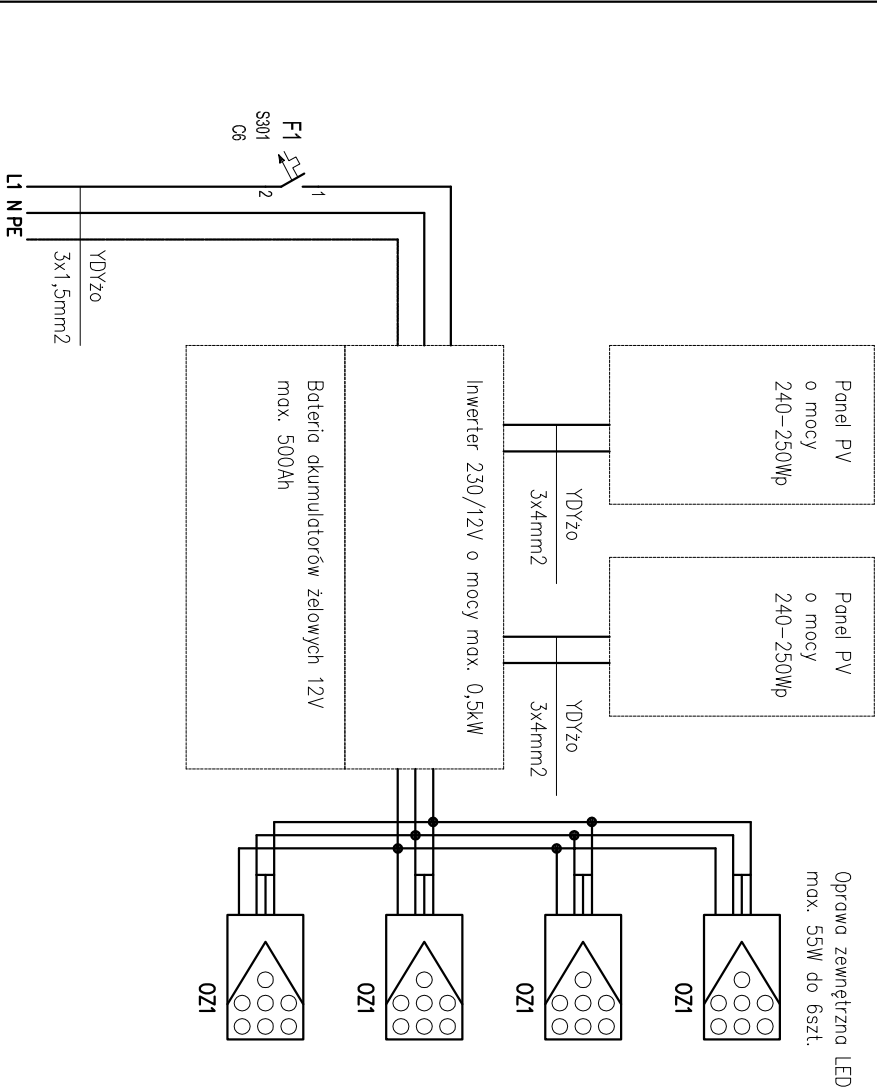 Panel PV
o mocy
240-250Wp
Panel PV
o mocy
240-250Wp
YDYżo
3x4mm2
YDYżo
3x4mm2
Inwerter 230/12V o mocy max. 0,5kW
Bateria akumulatorów żelowych 12V
max. 500Ah
F1
S301
C6
1
2
YDYżo
3x1,5mm2
L1 N PE
Oprawa zewnętrzna LED
max. 55W do 6szt.
OZ1
OZ1
OZ1
OZ1